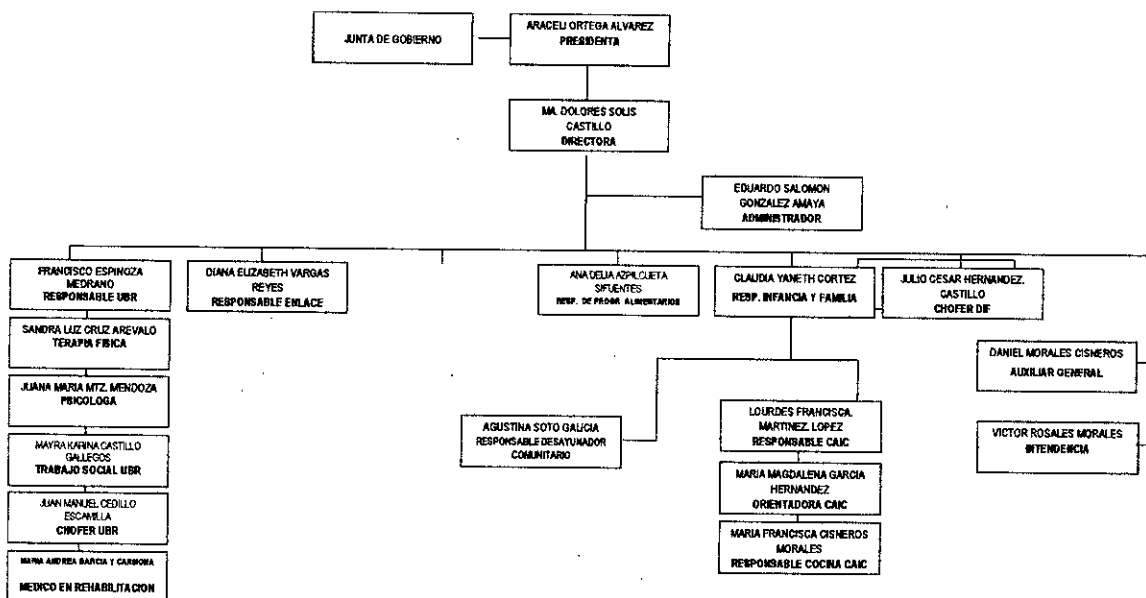 JUNTA DE GOBIERNO
ARACELI ORTEGA ALVAREZ
PRESIDENTA
MA. DOLORES SOLIS
CASTILLO
DIRECTORA
EDUARDO SALOMON
GONZALEZ AMAYA
ADMINISTRADOR
FRANCISCO ESPINOZA
MEDRANO
RESPONSABLE UBR
DIANA ELIZABETH VARGAS
REYES
RESPONSABLE ENLACE
ANA DELIA AZPILCUETA
SIFUENTES
RESP. DE PROGR ALIMENTARIOS
CLAUDIA YANETH CORTEZ
RESP. INFANCIA Y FAMILIA
JULIO CESAR HERNANDEZ.
CASTILLO
CHOFER DIF
SANDRA LUZ CRUZ AREVALO
TERAPIA FISICA
JUANA MARIA MTZ. MENDOZA
PSICOLOGA
MAYRA KARINA CASTILLO
GALLEGOS
TRABAJO SOCIAL UBR
JUAN MANUEL CEDILLO
ESCAMILLA
CHOFER UBR
MARIA ANDREA GARCIA Y CARMONA
MEDICO EN REHABILITACION
AGUSTINA SOTO GALICIA
RESPONSABLE DESAYUNADOR
COMUNITARIO
LOURDES FRANCISCA.
MARTINEZ. LOPEZ
RESPONSABLE CAIC
MARIA MAGDALENA GARCIA
HERNANDEZ
ORIENTADORA CAIC
MARIA FRANCISCA CISNEROS
MORALES
RESPONSABLE COCINA CAIC
DANIEL MORALES CISNEROS
AUXILIAR GENERAL
VICTOR ROSALES MORALES
INTENDENCIA